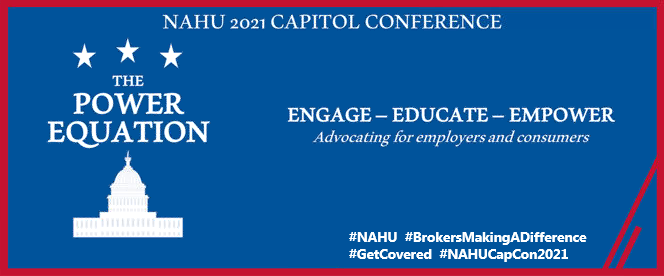 NAHU 2021 CAPITOL CONFERENCE
THE
POWER
EQUATION
ENGAGE – EDUCATE – EMPOWER
Advocating for employers and consumers
#NAHU #BrokersMakingADifference
#GetCovered #NAHUCapCon2021